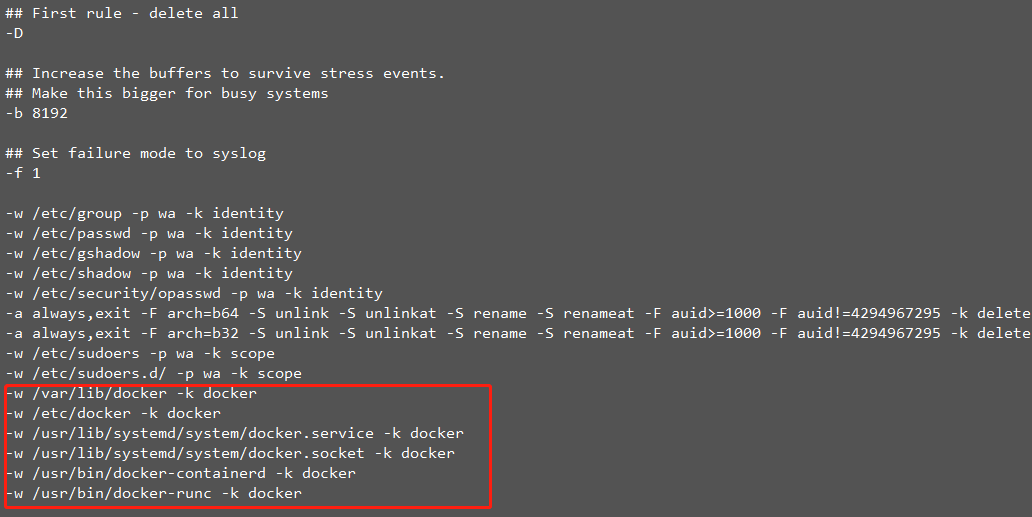 ## First rule - delete all
-D
## Increase the buffers to survive stress events.
## Make this bigger for busy systems
-b 8192
## Set failure mode to syslog
-f 1
-w /etc/group -p wa -k identity
-w /etc/passwd -p wa -k identity
-w /etc/gshadow -p wa -k identity
-w /etc/shadow -p wa -k identity
-w /etc/security/opasswd -p wa -k identity
-a always,exit -F arch=b64 -S unlink -S unlinkat -S rename -S renameat -F auid>=1000 -F auid!=4294967295 -k delete
-a always,exit -F arch=b32 -S unlink -S unlinkat -S rename -S renameat -F auid>=1000 -F auid!=4294967295 -k delete
-w /etc/sudoers -p wa -k scope
-w /etc/sudoers.d/ -p wa -k scope
-w /var/lib/docker -k docker
-w /etc/docker -k docker
-w /usr/lib/systemd/system/docker.service -k docker
-w /usr/lib/systemd/system/docker.socket -k docker
-w /usr/bin/docker-containerd -k docker
-w /usr/bin/docker-runc -k docker